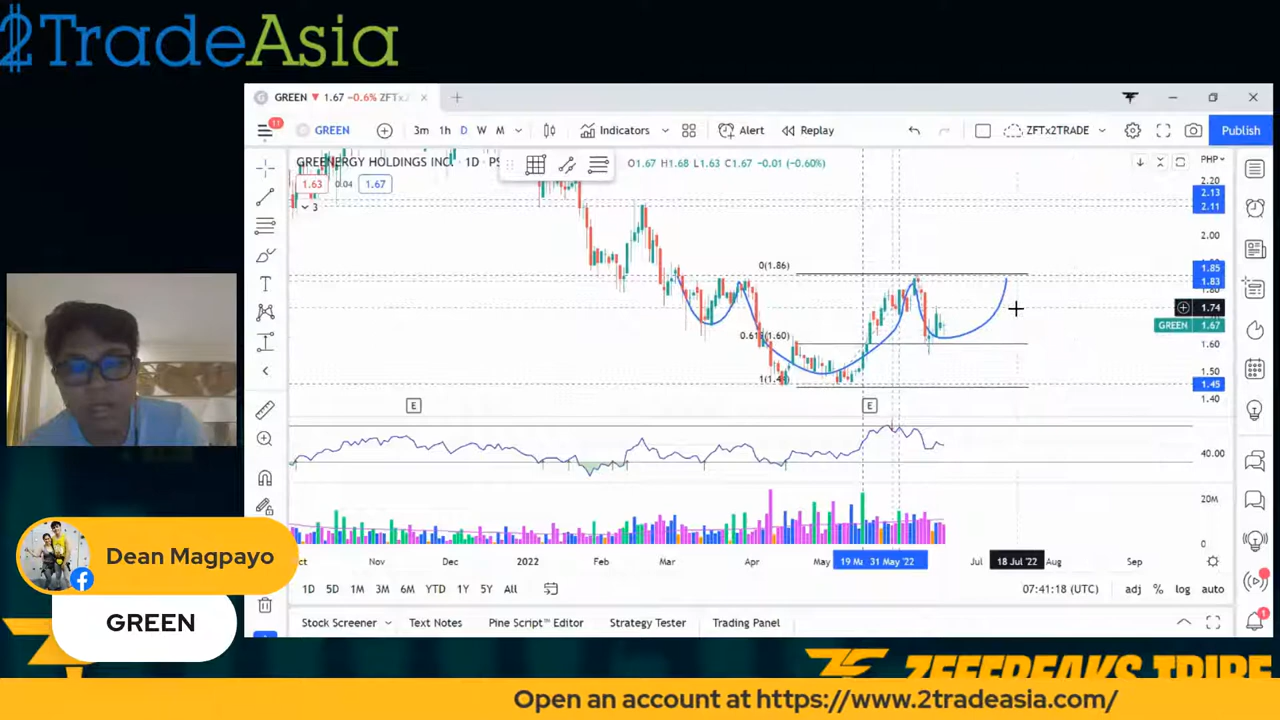 2TradeAsia
GREEN 1.67 -0.6% ZFTx2
GREEN
3m 1h D W M
Indicators
Alert
Replay
ZFTx2TRADE
Publish
11
GREENERGY HOLDINGS INC. · 1D · PS
O1.67 H1.68 L1.63 C1.67 -0.01 (-0.60%)
PHP
1.63 0.04 1.67
3
2.20
2.13
2.11
2.00
1.85
1.83
1.80
1.74
GREEN 1.67
1.60
1.50
1.45
1.40
0(1.86)
1.60)
E
E
40.00
20M
0
Nov Dec 2022 Feb Mar Apr May 31 May '22 Jul 18 Jul '22 Aug Sep
1D 5D 1M 3M 6M YTD 1Y 5Y All
07:41:18 (UTC)
adj % log auto
Stock Screener
Text Notes
Pine Script™ Editor
Strategy Tester
Trading Panel
1
Dean Magpayo
GREEN
ZEEFREAKS TRIBE
Open an account at https://www.2tradeasia.com/